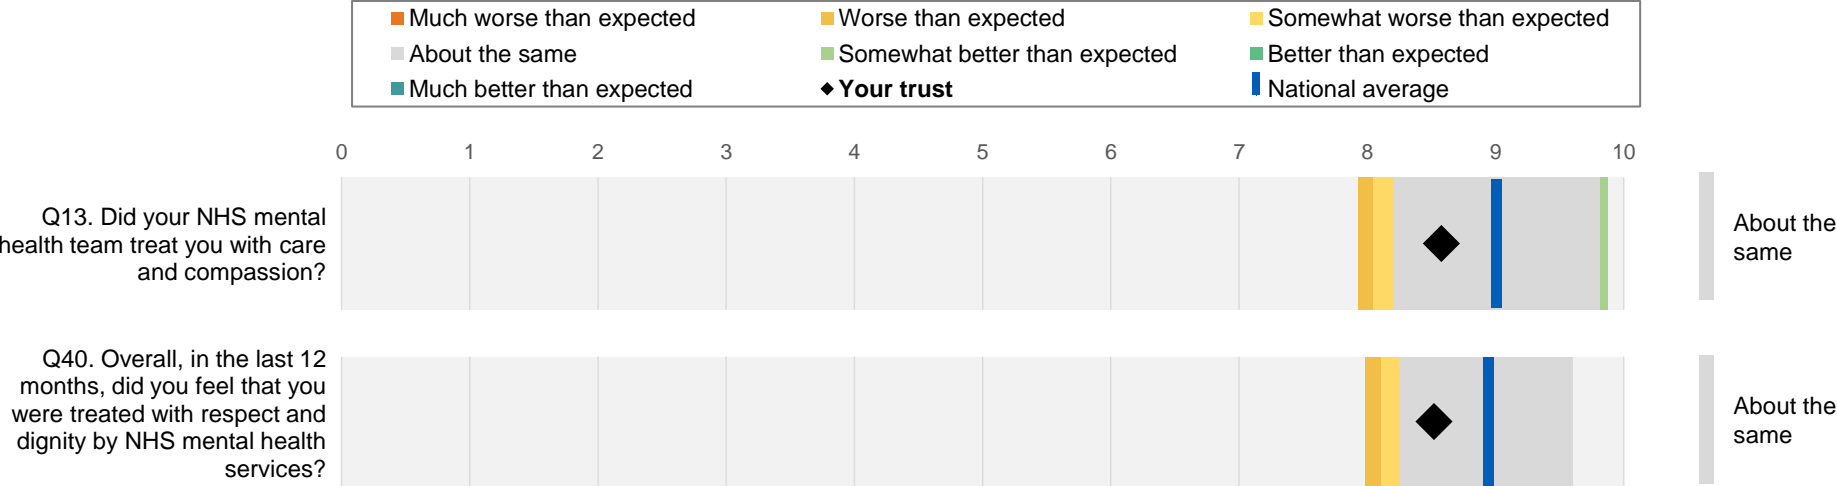 Much worse than expected
Worse than expected
Somewhat worse than expected
About the same
Somewhat better than expected
Better than expected
Much better than expected
Your trust
National average
0 1 2 3 4 5 6 7 8 9 10
Q13. Did your NHS mental
health team treat you with care
and compassion?
About the
same
Q40. Overall, in the last 12
months, did you feel that you
were treated with respect and
dignity by NHS mental health
services?
About the
same